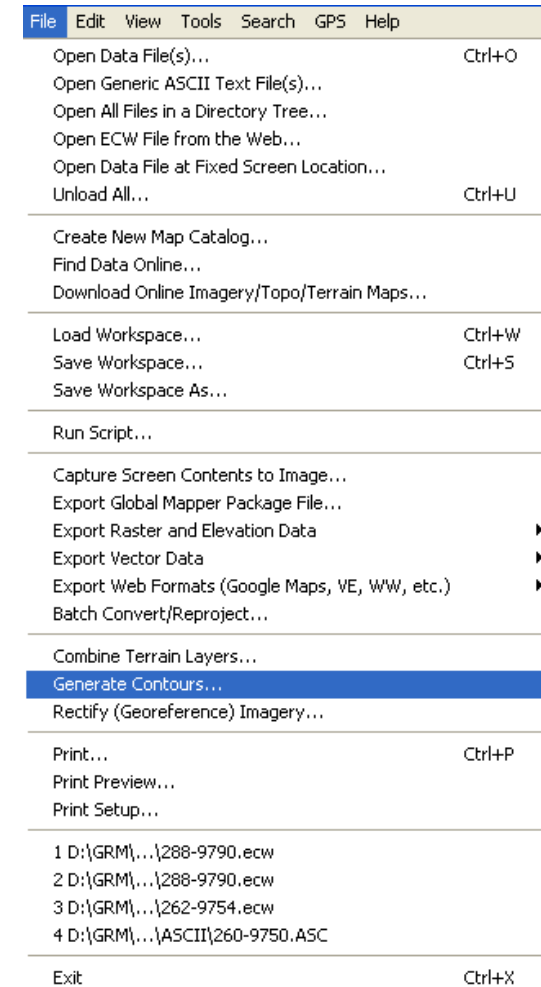 File Edit View Tools Search GPS Help
Open Data File(s)... Ctrl+O
Open Generic ASCII Text File(s)...
Open All Files in a Directory Tree...
Open ECW File from the Web...
Open Data File at Fixed Screen Location...
Unload All... Ctrl+U
Create New Map Catalog...
Find Data Online...
Download Online Imagery/Topo/Terrain Maps...
Load Workspace... Ctrl+W
Save Workspace... Ctrl+S
Save Workspace As...
Run Script...
Capture Screen Contents to Image...
Export Global Mapper Package File...
Export Raster and Elevation Data
Export Vector Data
Export Web Formats (Google Maps, VE, WW, etc.)
Batch Convert/Reproject...
Combine Terrain Layers...
Generate Contours...
Rectify (Georeference) Imagery...
Print... Ctrl+P
Print Preview...
Print Setup...
1 D:\GRM\...\288-9790.ecw
2 D:\GRM\...\288-9790.ecw
3 D:\GRM\...\262-9754.ecw
4 D:\GRM\...\ASCII\260-9750.ASC
Exit Ctrl+X